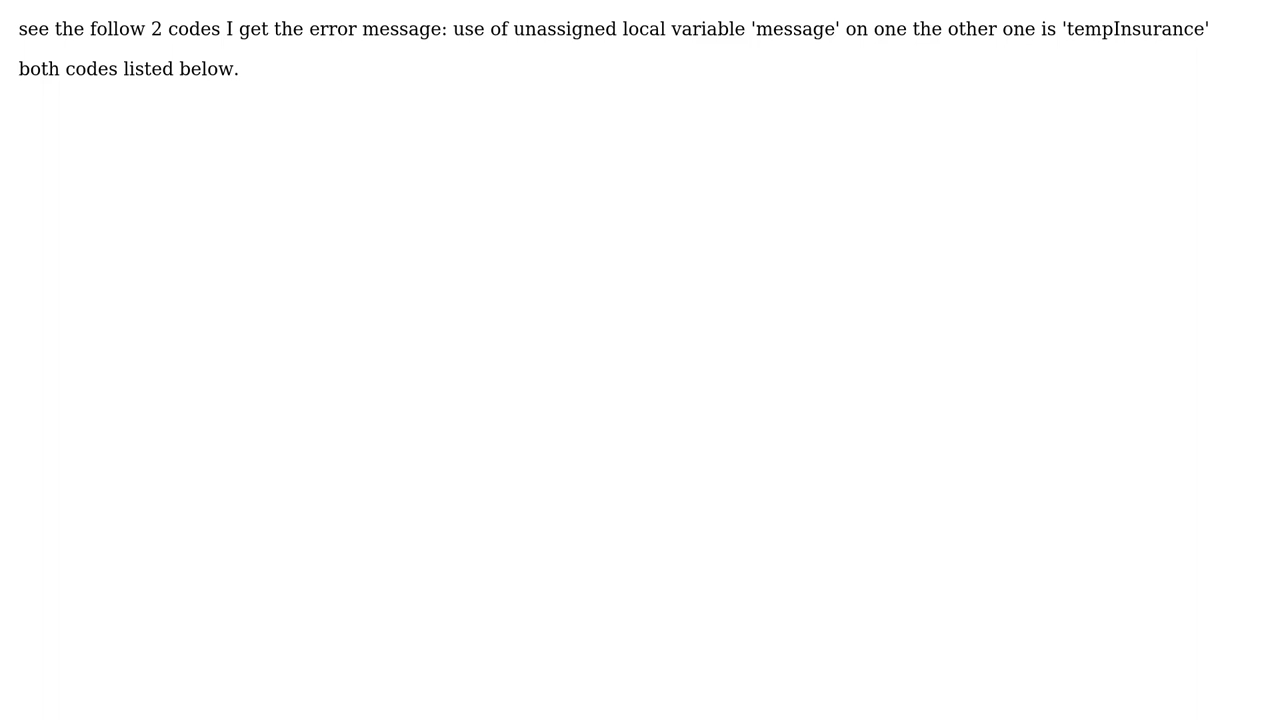 see the follow 2 codes I get the error message: use of unassigned local variable 'message' on one the other one is 'tempInsurance'
both codes listed below.